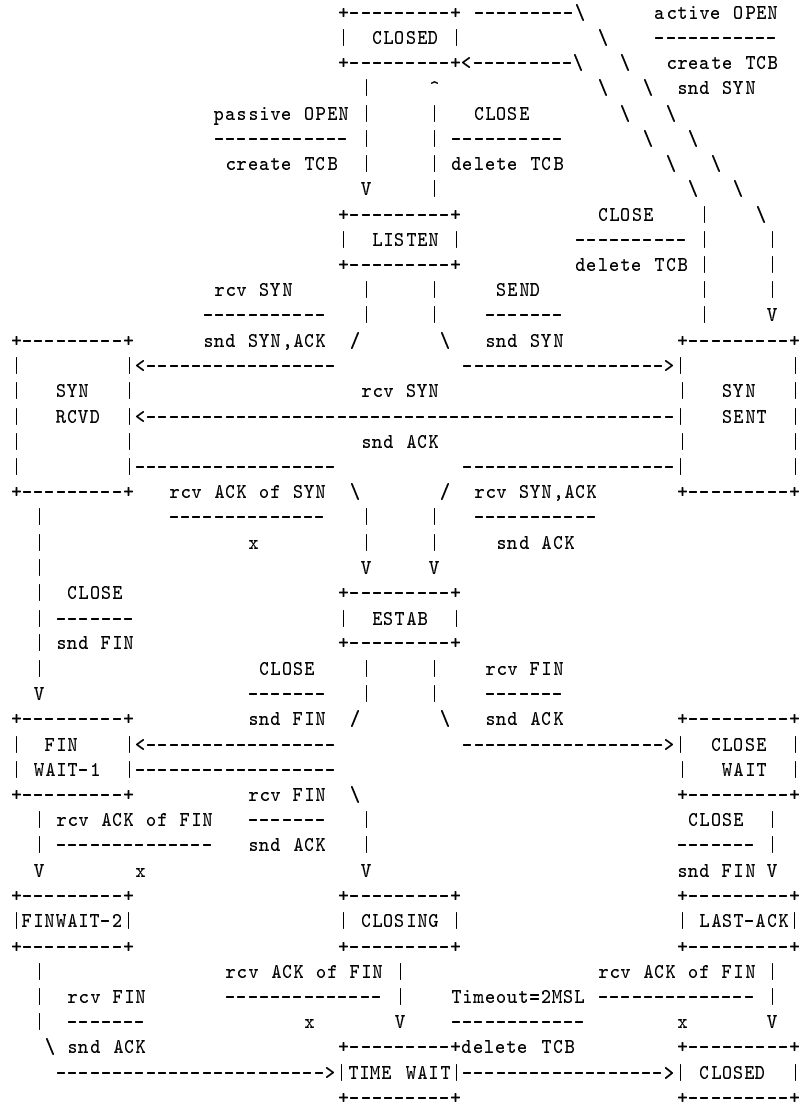 +---------+ ---------\      active OPEN
                             |  CLOSED |            \    -----------
                             +---------+<---------\   \   create TCB
                               |     ^              \   \  snd SYN
                  passive OPEN |     |   CLOSE        \   \
                  ------------ |     | ----------       \   \
                   create TCB  |     | delete TCB         \   \
                               V     |                      \   \
                             +---------+            CLOSE    |    \
                             |  LISTEN |          ---------- |     |
                             +---------+          delete TCB |     |
                  rcv SYN      |     |     SEND              |     |
                 -----------   |     |    -------            |     V
+---------+      snd SYN,ACK  /       \   snd SYN          +---------+
|         |<-----------------           ------------------>|         |
|   SYN   |                    rcv SYN                     |   SYN   |
|   RCVD  |<-----------------------------------------------|   SENT  |
|         |                    snd ACK                     |         |
|         |------------------           -------------------|         |
+---------+   rcv ACK of SYN  \       /  rcv SYN,ACK       +---------+
  |           --------------   |     |   -----------
  |                  x         |     |     snd ACK
  |                            V     V
  |  CLOSE                   +---------+
  | -------                  |  ESTAB  |
  | snd FIN                  +---------+
  |                   CLOSE    |     |    rcv FIN
  V                  -------   |     |    -------
+---------+          snd FIN  /       \   snd ACK          +---------+
|  FIN    |<-----------------           ------------------>|  CLOSE  |
| WAIT-1  |------------------                              |   WAIT  |
+---------+          rcv FIN  \                            +---------+
  | rcv ACK of FIN   -------   |                            CLOSE  |
  | --------------   snd ACK   |                           ------- |
  V        x                   V                           snd FIN V
+---------+                  +---------+                   +---------+
|FINWAIT-2|                  | CLOSING |                   | LAST-ACK|
+---------+                  +---------+                   +---------+
  |                rcv ACK of FIN |                 rcv ACK of FIN |
  |  rcv FIN       -------------- |    Timeout=2MSL -------------- |
  |  -------              x       V    ------------        x       V
   \ snd ACK                 +---------+delete TCB         +---------+
    ------------------------>|TIME WAIT|------------------>| CLOSED  |
                             +---------+                   +---------+